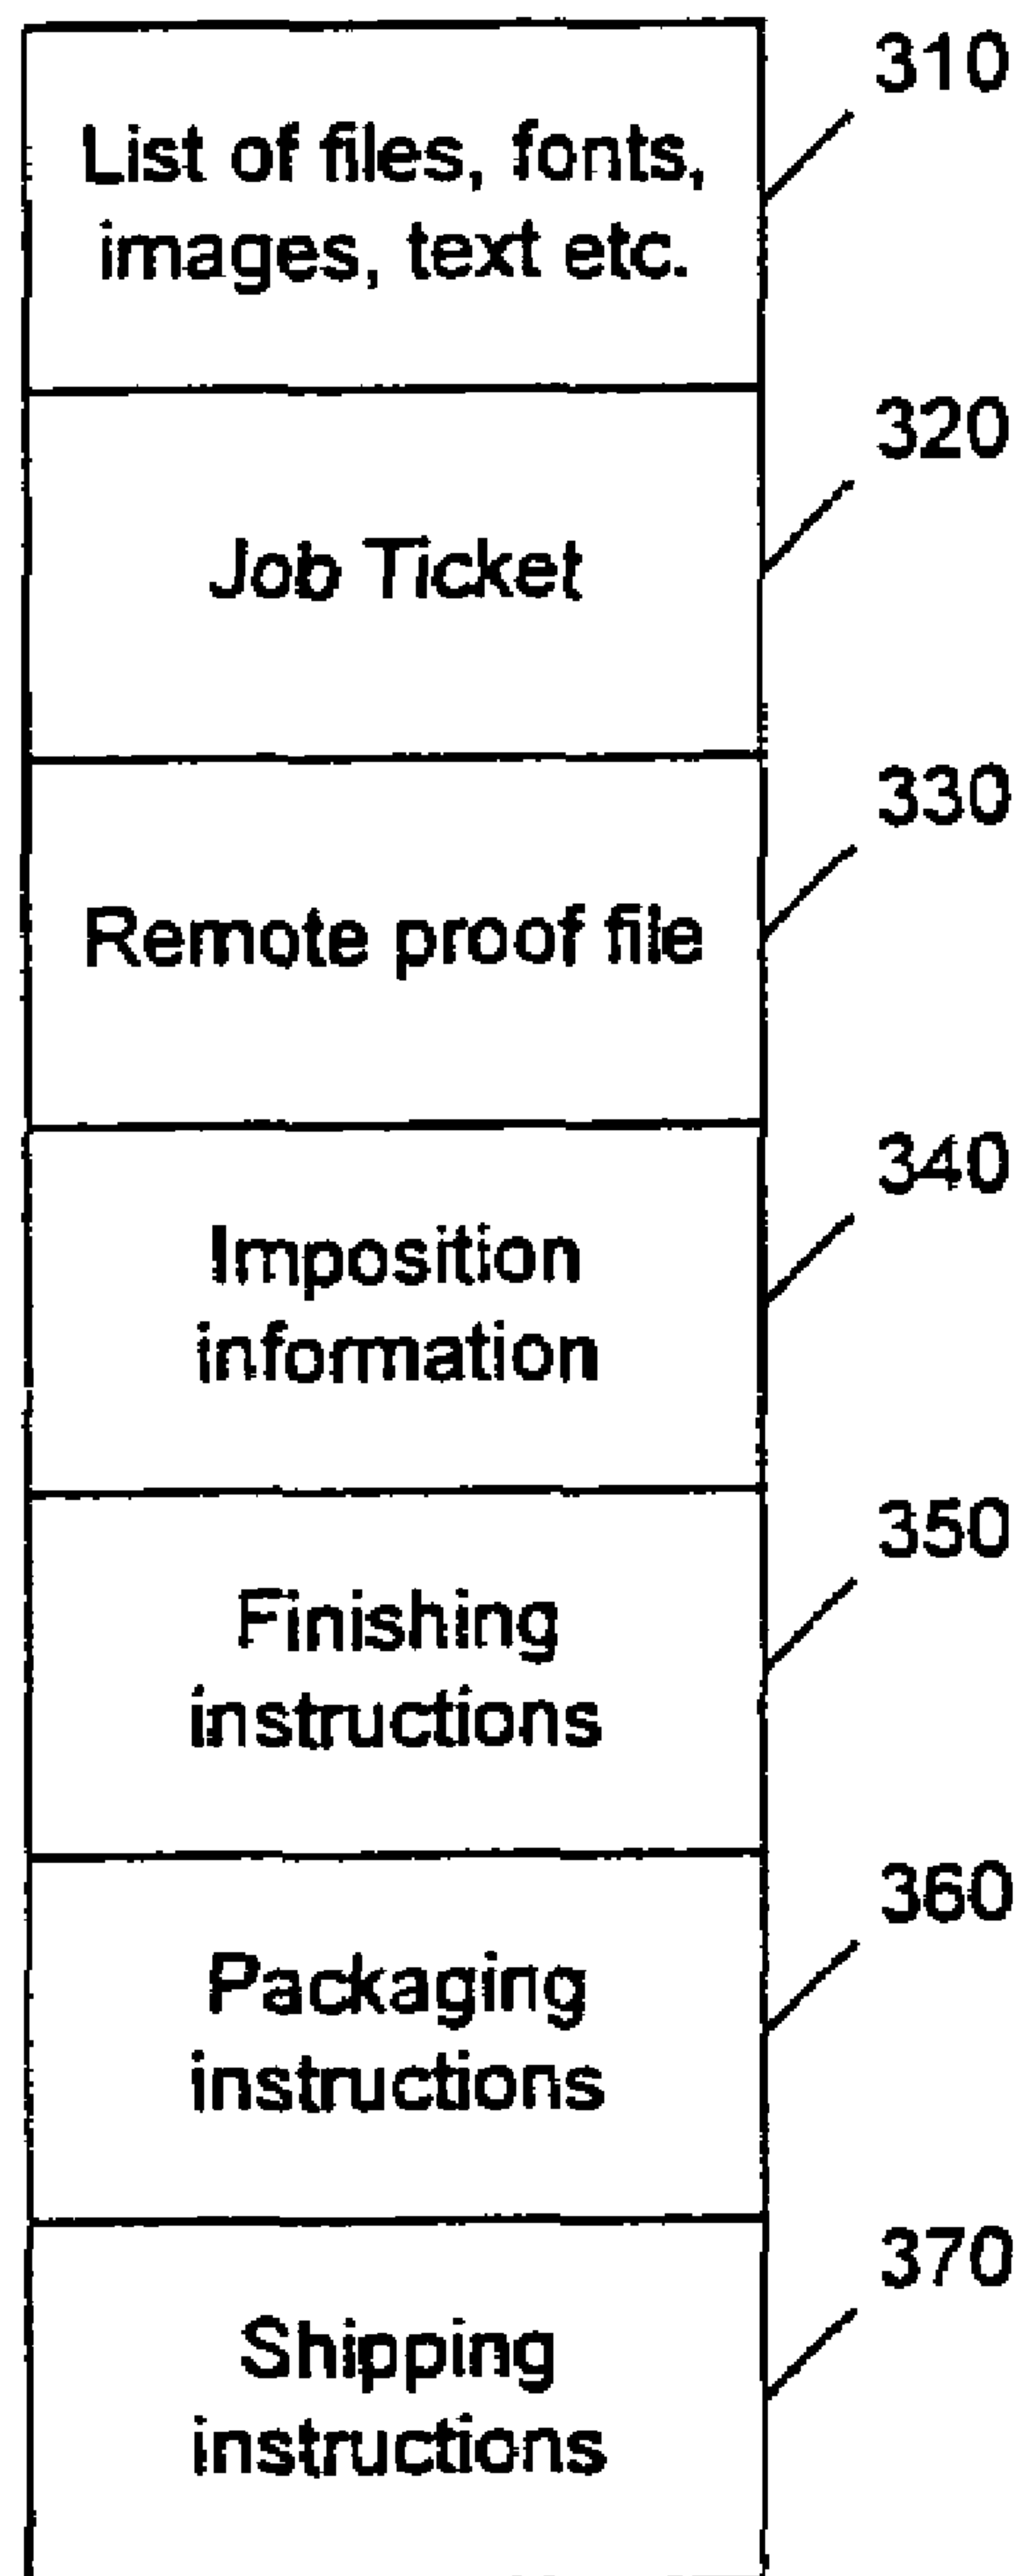 310
List of files, fonts,
images, text etc.
320
Job Ticket
330
Remote proof file
340
Imposition
information
350
Finishing
instructions
360
Packaging
instructions
370
Shipping
instructions